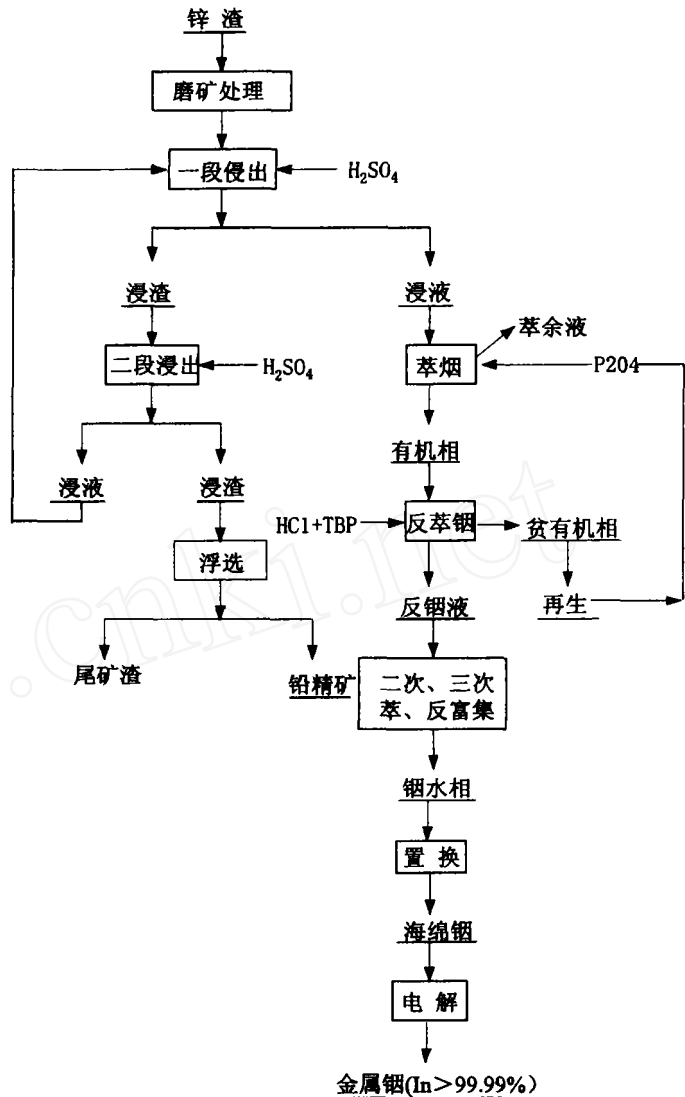 锌 渣
磨矿处理
一段侵出
H₂SO₄
浸渣
浸液
萃余液
二段浸出
H₂SO₄
萃烟
P204
有机相
浸液
浸渣
HCl+TBP
反萃铟
贫有机相
浮选
反铟液
再生
尾矿渣
铅精矿
二次、三次
萃、反富集
铟水相
置 换
海绵铟
电 解
金属铟(In＞99.99%)
.cnki.net